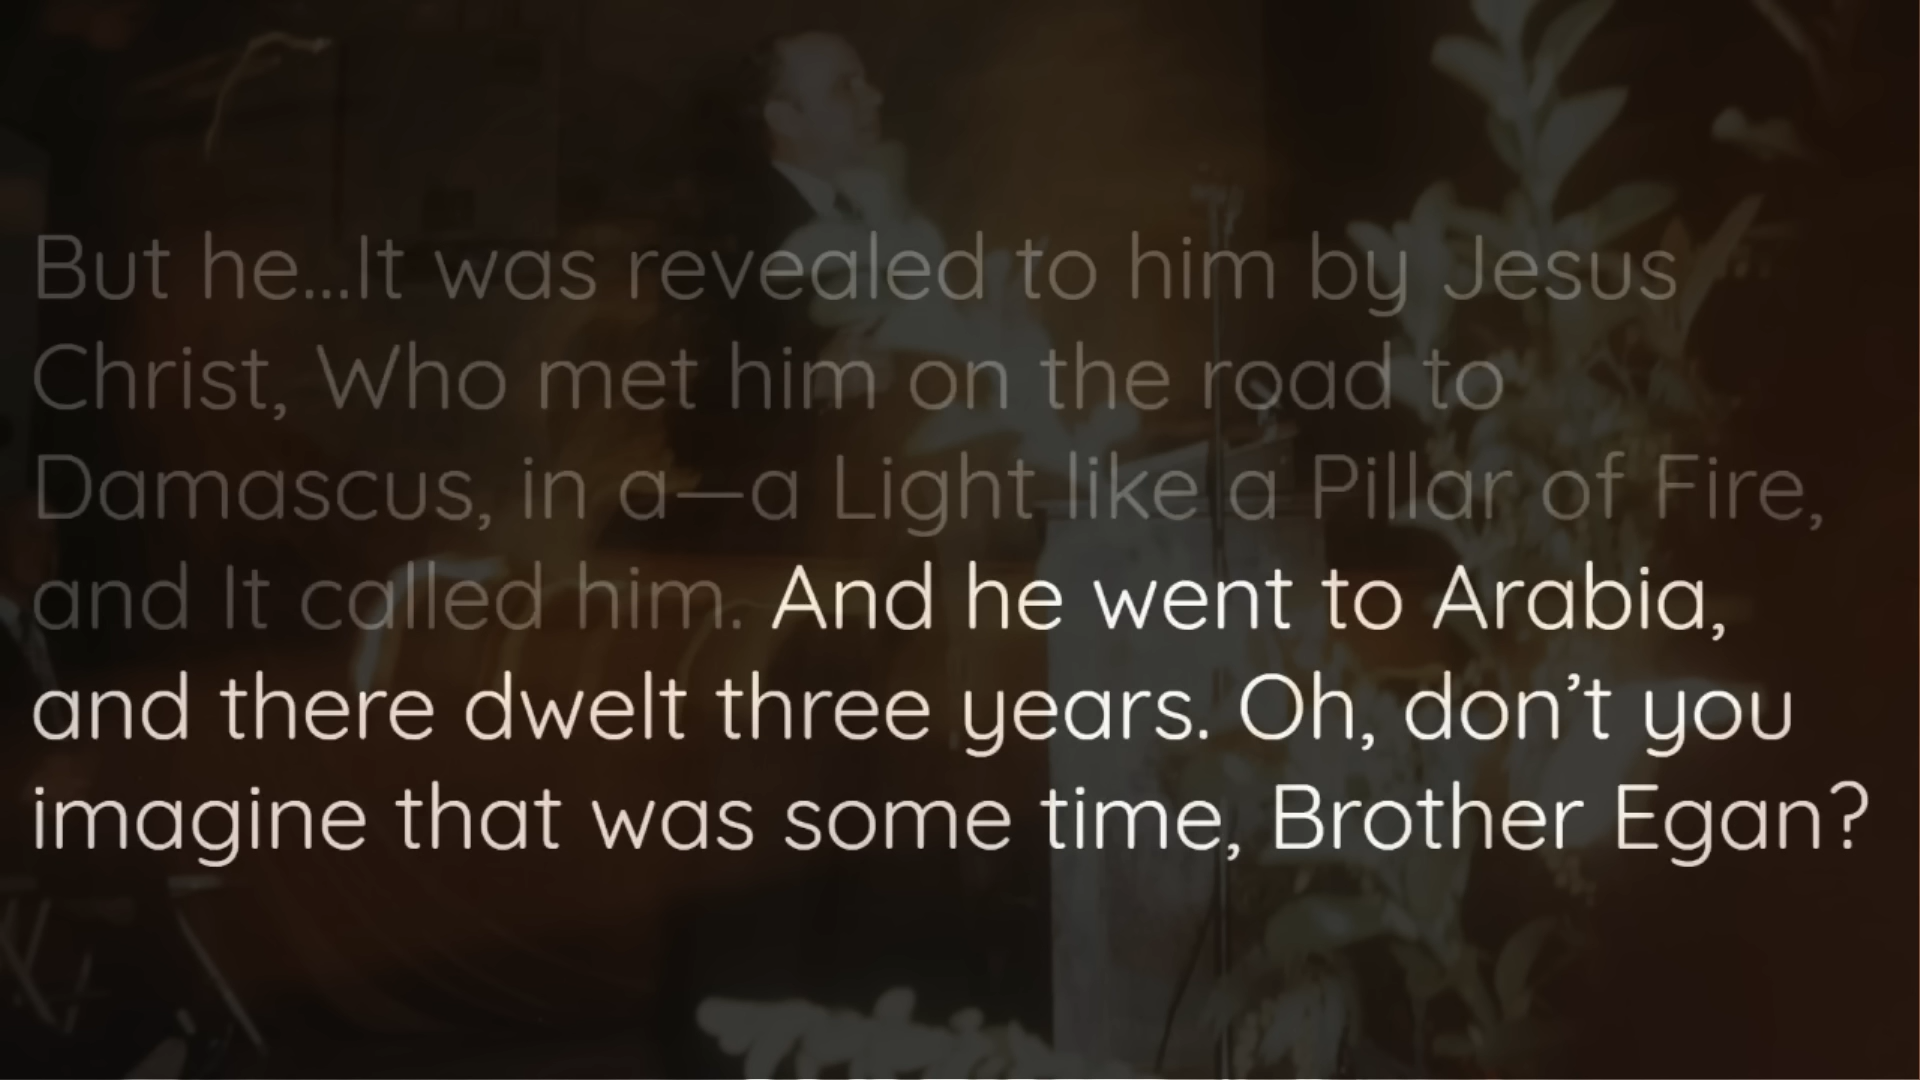 But he...It was revealed to him by Jesus
Christ, Who met him on the road to
Damascus, in a—a Light like a Pillar of Fire,
and It called him. And he went to Arabia,
and there dwelt three years. Oh, don’t you
imagine that was some time, Brother Egan?